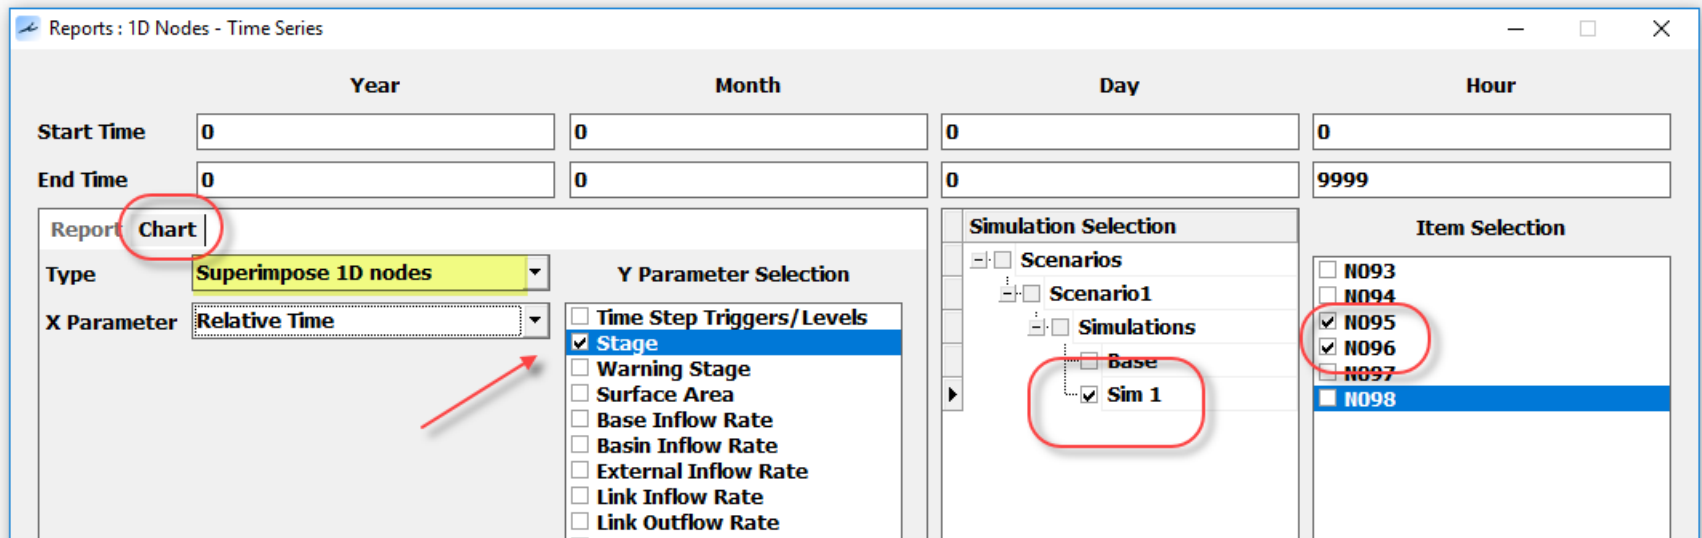 Reports : 1D Nodes - Time Series
Year Month Day Hour
Start Time 0 0 0 0
End Time 0 0 0 9999
Report Chart
Type Superimpose 1D nodes
X Parameter Relative Time
Y Parameter Selection
Time Step Triggers/Levels
Stage
Warning Stage
Surface Area
Base Inflow Rate
Basin Inflow Rate
External Inflow Rate
Link Inflow Rate
Link Outflow Rate
Simulation Selection
Scenarios
Scenario1
Simulations
Base
Sim 1
Item Selection
N093
N094
N095
N096
N097
N098